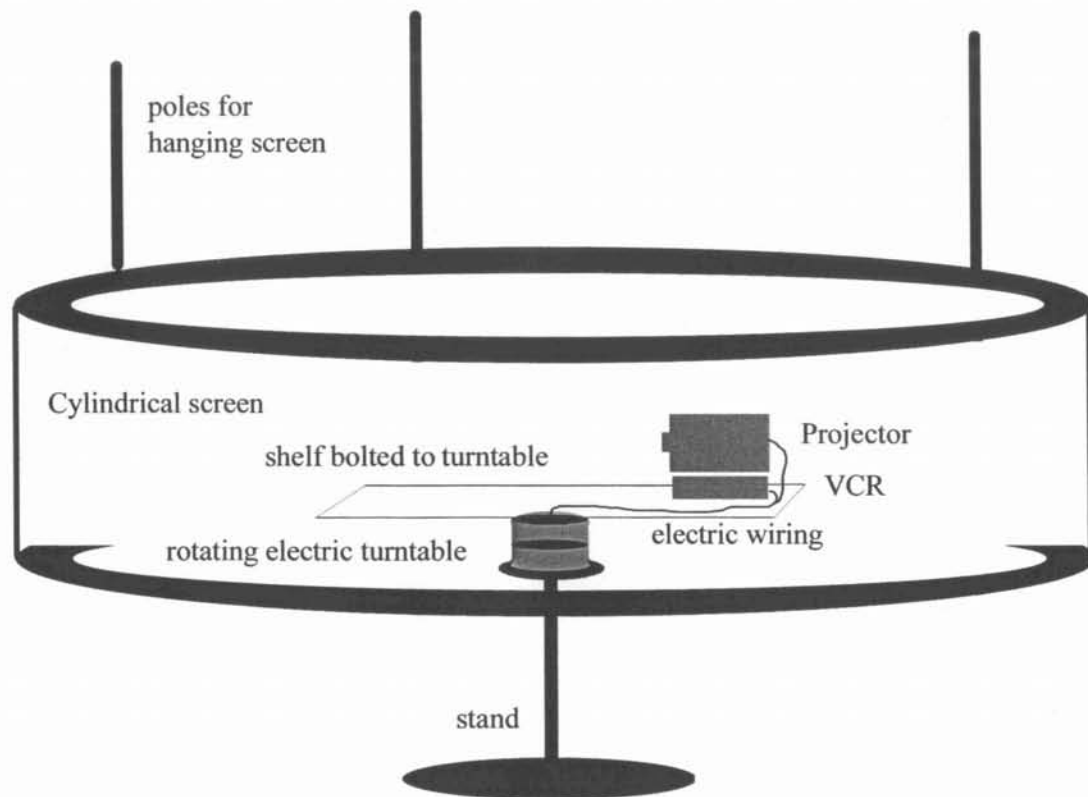 poles for
hanging screen
Cylindrical screen
Projector
shelf bolted to turntable
VCR
electric wiring
rotating electric turntable
stand